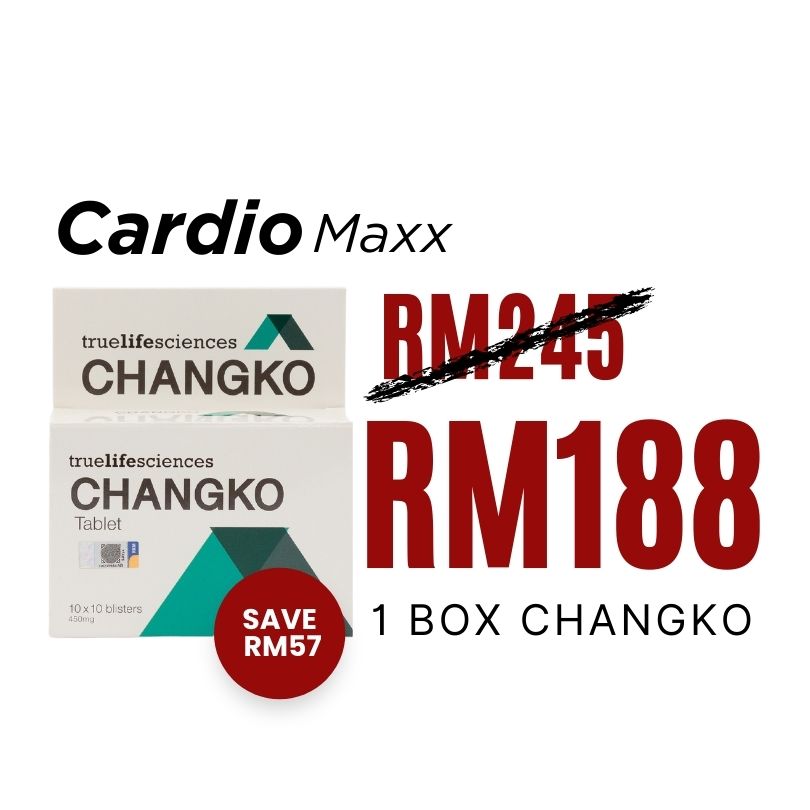 Cardio Maxx
truelifesciences
CHANGKO
truelifesciences
CHANGKO
Tablet
10 x 10 blisters
450mg
SAVE
RM57
RM245
RM188
1 BOX CHANGKO